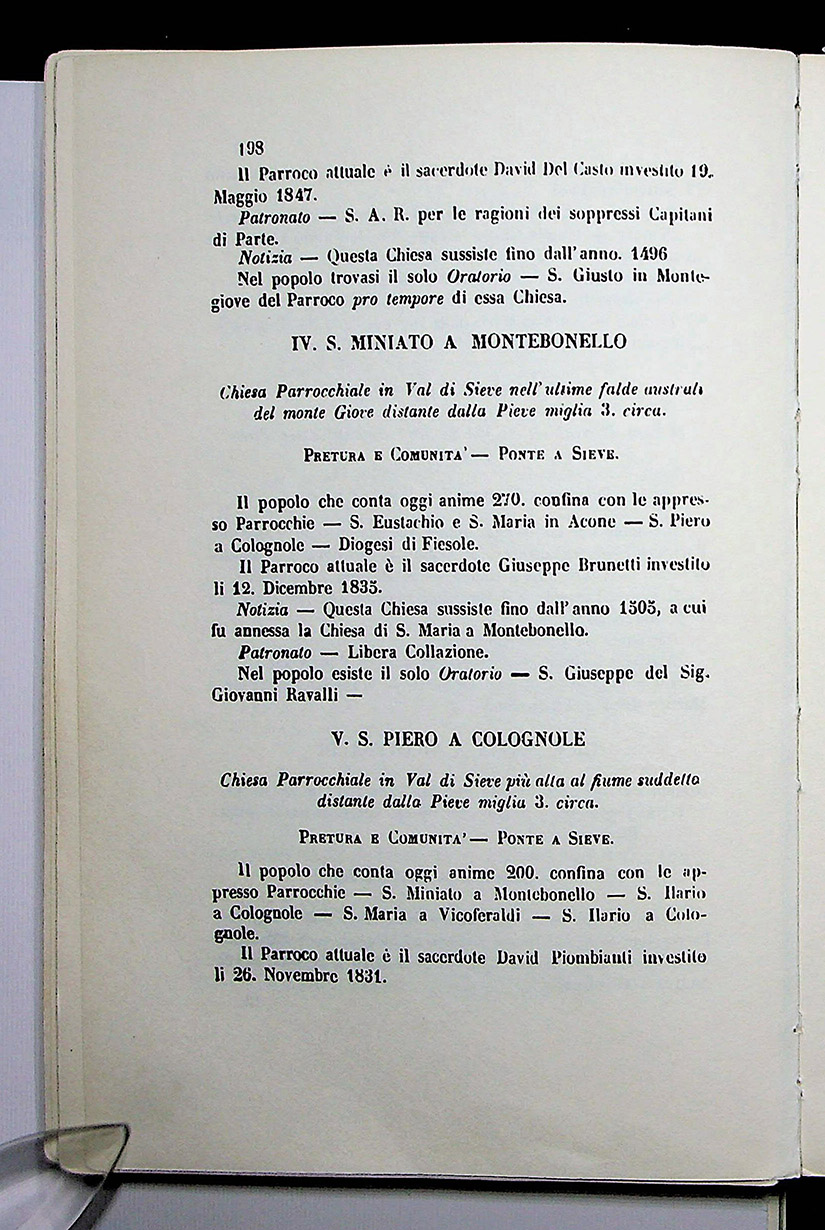 198
Il Parroco attuale è il sacerdote David Del Casto investito 19.
Maggio 1847.
Patronato — S. A. R. per le ragioni dei soppressi Capitani
di Parte.
Notizia — Questa Chiesa sussiste fino dall'anno. 1496
Nel popolo trovasi il solo Oratorio — S. Giusto in Monte-
giove del Parroco pro tempore di essa Chiesa.
IV. S. MINIATO A MONTEBONELLO
Chiesa Parrocchiale in Val di Sieve nell'ultime falde australi
del monte Giove distante dalla Pieve miglia 3. circa.
PRETURA E COMUNITA' — PONTE A SIEVE.
Il popolo che conta oggi anime 270. confina con le appres-
so Parrocchie — S. Eustachio e S. Maria in Acone — S. Piero
a Colognole — Diogesi di Fiesole.
Il Parroco attuale è il sacerdote Giuseppe Brunetti investito
li 12. Dicembre 1835.
Notizia — Questa Chiesa sussiste fino dall'anno 1505, a cui
fu annessa la Chiesa di S. Maria a Montebonello.
Patronato — Libera Collazione.
Nel popolo esiste il solo Oratorio — S. Giuseppe del Sig.
Giovanni Ravalli —
V. S. PIERO A COLOGNOLE
Chiesa Parrocchiale in Val di Sieve più alta al fiume suddetto
distante dalla Pieve miglia 3. circa.
PRETURA E COMUNITA' — PONTE A SIEVE.
Il popolo che conta oggi anime 200. confina con le ap-
presso Parrocchie — S. Miniato a Montebonello — S. Ilario
a Colognole — S. Maria a Vicoferaldi — S. Ilario a Colo-
gnole.
Il Parroco attuale è il sacerdote David Piombianti investito
li 26. Novembre 1831.